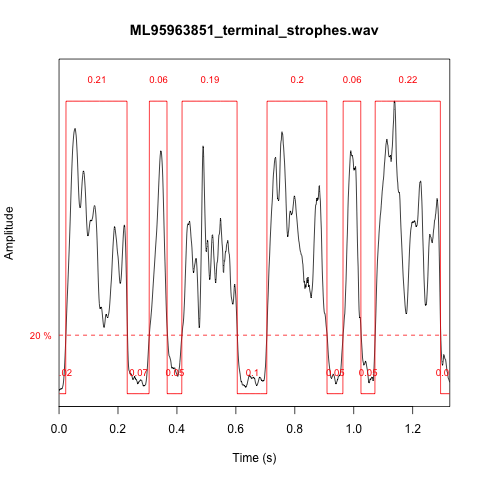 ML95963851_terminal_strophes.wav
0.21 0.06 0.19 0.2 0.06 0.22
Amplitude
20 %
.02 0.07 0.05 0.1 0.05 0.05 0.0
0.0 0.2 0.4 0.6 0.8 1.0 1.2
Time (s)